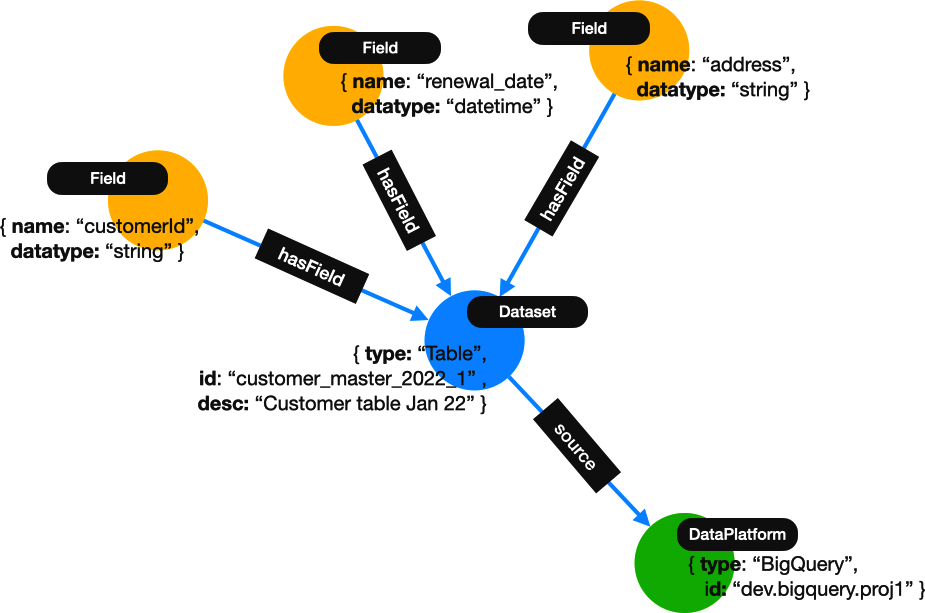 Field
{ name: “address”,
datatype: “string” }
Field
{ name: “renewal_date”,
datatype: “datetime” }
Field
{ name: “customerId”,
datatype: “string” }
hasField
hasField
hasField
Dataset
{ type: “Table”,
id: “customer_master_2022_1” ,
desc: “Customer table Jan 22” }
source
DataPlatform
{ type: “BigQuery”,
id: “dev.bigquery.proj1” }